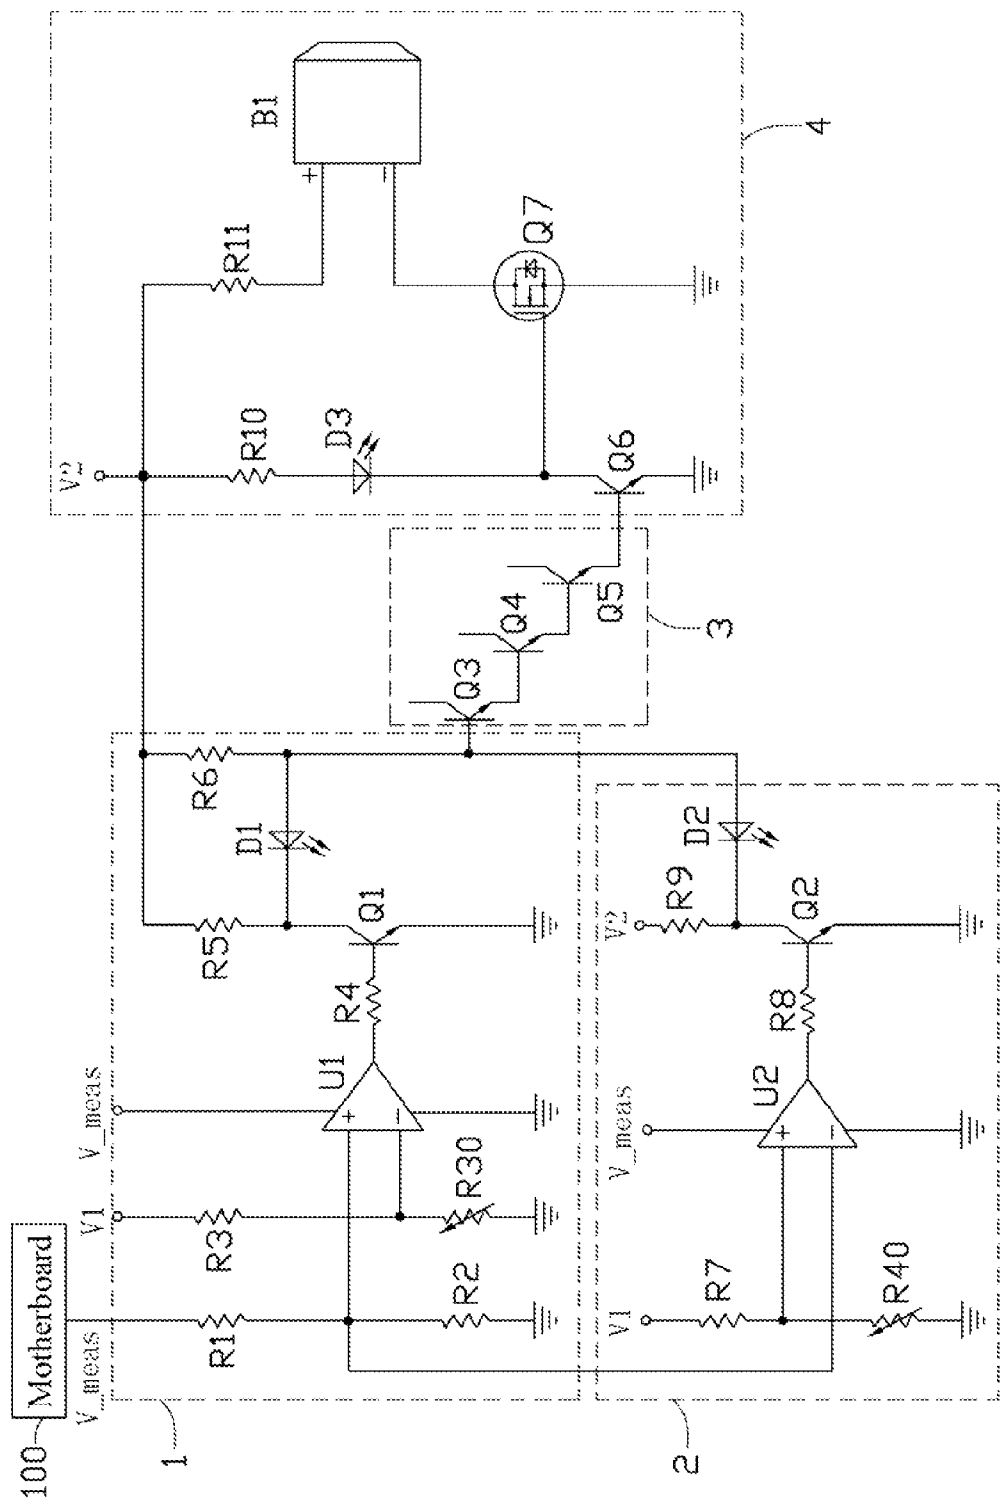 100
Motherboard
V_meas
1
R1
R2
V1
R3
R30
V_meas
U1
+
−
R4
Q1
R5
D1
R6
2
V1
R7
R40
V_meas
U2
+
−
R8
Q2
V2
R9
D2
3
Q3
Q4
Q5
4
V2
R10
D3
Q6
R11
Q7
B1
+
−